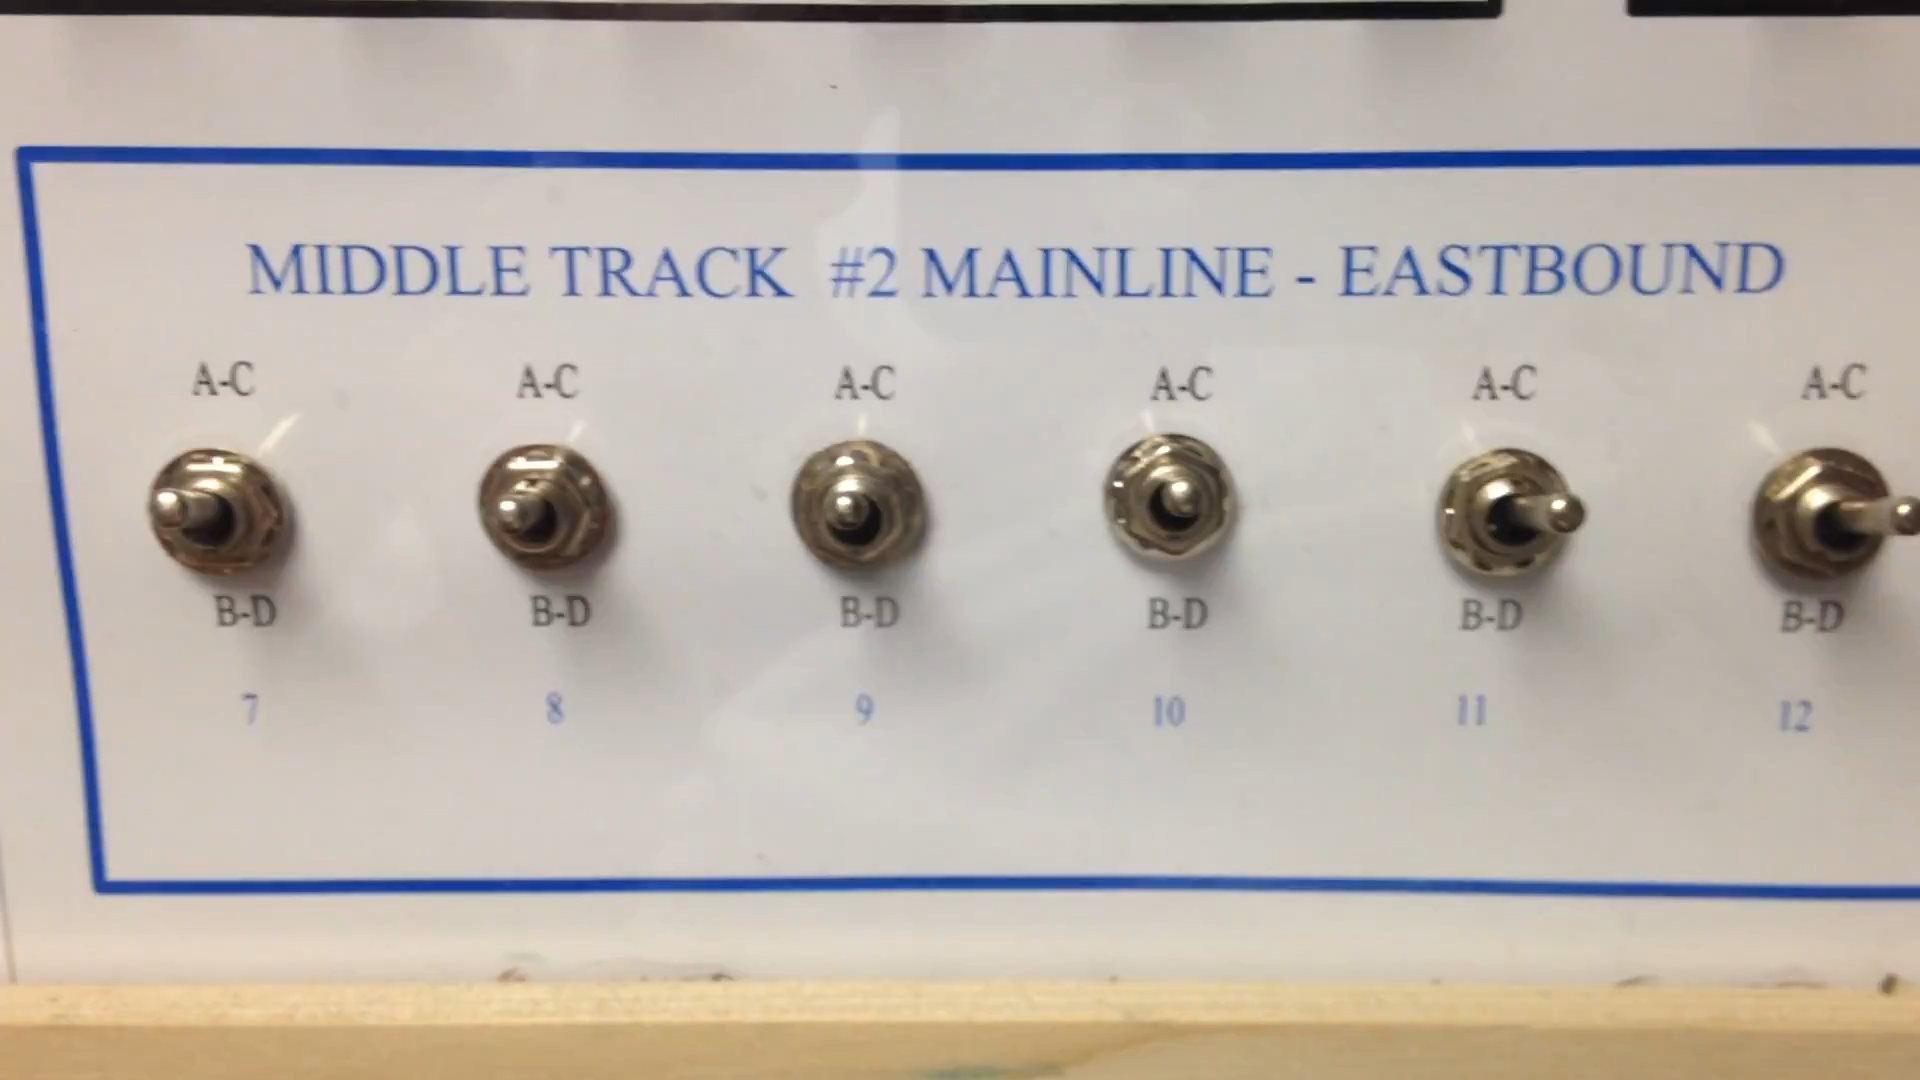 MIDDLE TRACK #2 MAINLINE - EASTBOUND
A-C A-C A-C A-C A-C A-C
B-D B-D B-D B-D B-D B-D
7 8 9 10 11 12